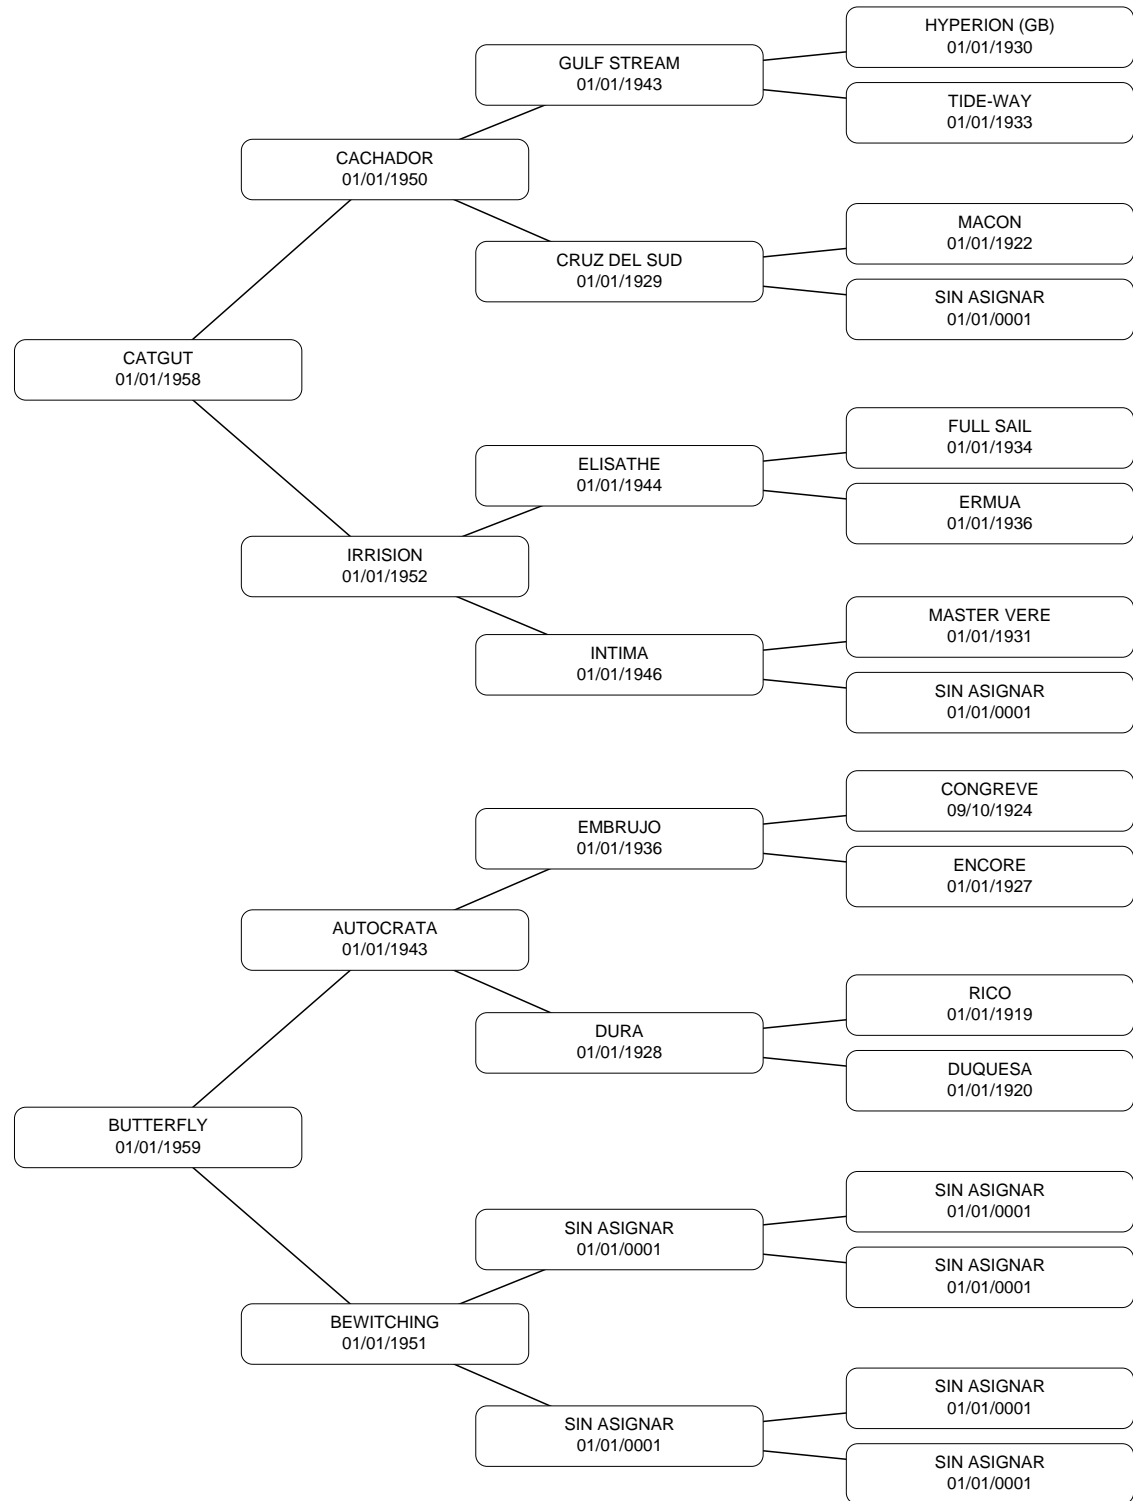 HYPERION (GB)
01/01/1930
GULF STREAM
01/01/1943
TIDE-WAY
01/01/1933
CACHADOR
01/01/1950
MACON
01/01/1922
CRUZ DEL SUD
01/01/1929
SIN ASIGNAR
01/01/0001
CATGUT
01/01/1958
FULL SAIL
01/01/1934
ELISATHE
01/01/1944
ERMUA
01/01/1936
IRRISION
01/01/1952
MASTER VERE
01/01/1931
INTIMA
01/01/1946
SIN ASIGNAR
01/01/0001
CONGREVE
09/10/1924
EMBRUJO
01/01/1936
ENCORE
01/01/1927
AUTOCRATA
01/01/1943
RICO
01/01/1919
DURA
01/01/1928
DUQUESA
01/01/1920
BUTTERFLY
01/01/1959
SIN ASIGNAR
01/01/0001
SIN ASIGNAR
01/01/0001
SIN ASIGNAR
01/01/0001
BEWITCHING
01/01/1951
SIN ASIGNAR
01/01/0001
SIN ASIGNAR
01/01/0001
SIN ASIGNAR
01/01/0001